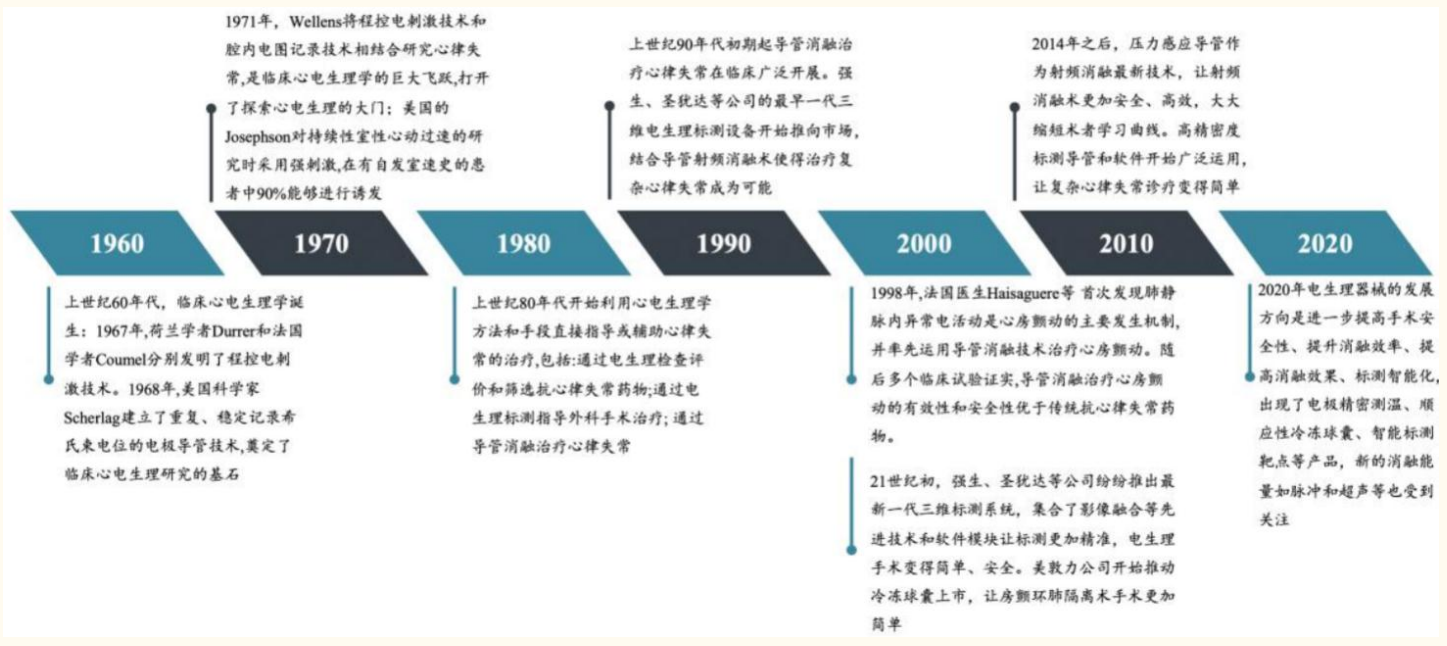 1971年，Wellens将程控电刺激技术和
腔内电图记录技术相结合研究心律失
常,是临床心电生理学的巨大飞跃,打开
了探索心电生理的大门；美国的
Josephson对持续性室性心动过速的研
究时采用强刺激,在有自发室速史的患
者中90%能够进行诱发
上世纪90年代初期起导管消融治
疗心律失常在临床广泛开展。强
生、圣犹达等公司的最早一代三
维电生理标测设备开始推向市场，
结合导管射频消融术使得治疗复
杂心律失常成为可能
2014年之后，压力感应导管作
为射频消融最新技术，让射频
消融术更加安全、高效，大大
缩短术者学习曲线。高精密度
标测导管和软件开始广泛运用，
让复杂心律失常诊疗变得简单
1960
1970
1980
1990
2000
2010
2020
上世纪60年代，临床心电生理学诞
生：1967年,荷兰学者Durrer和法国
学者Coumel分别发明了程控电刺
激技术。1968年,美国科学家
Scherlag建立了重复、稳定记录希
氏束电位的电极导管技术,奠定了
临床心电生理研究的基石
上世纪80年代开始利用心电生理学
方法和手段直接指导或辅助心律失
常的治疗,包括:通过电生理检查评
价和筛选抗心律失常药物;通过电
生理标测指导外科手术治疗; 通过
导管消融治疗心律失常
1998年,法国医生Haisaguere等 首次发现肺静
脉内异常电活动是心房颤动的主要发生机制，
并率先运用导管消融技术治疗心房颤动。随
后多个临床试验证实,导管消融治疗心房颤
动的有效性和安全性优于传统抗心律失常药
物。
21世纪初，强生、圣犹达等公司纷纷推出最
新一代三维标测系统，集合了影像融合等先
进技术和软件模块让标测更加精准，电生理
手术变得简单、安全。美敦力公司开始推动
冷冻球囊上市，让房颤环肺隔离术手术更加
简单
2020年电生理器械的发展
方向是进一步提高手术安
全性、提升消融效率、提
高消融效果、标测智能化，
出现了电极精密测温、顺
应性冷冻球囊、智能标测
靶点等产品，新的消融能
量如脉冲和超声等也受到
关注